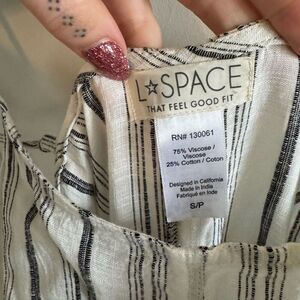 L☆SPACE
THAT FEEL GOOD FIT
RN# 130061
75% Viscose /
Viscose
25% Cotton / Coton
Designed in California
Made in India
Fabriqué en Inde
S/P